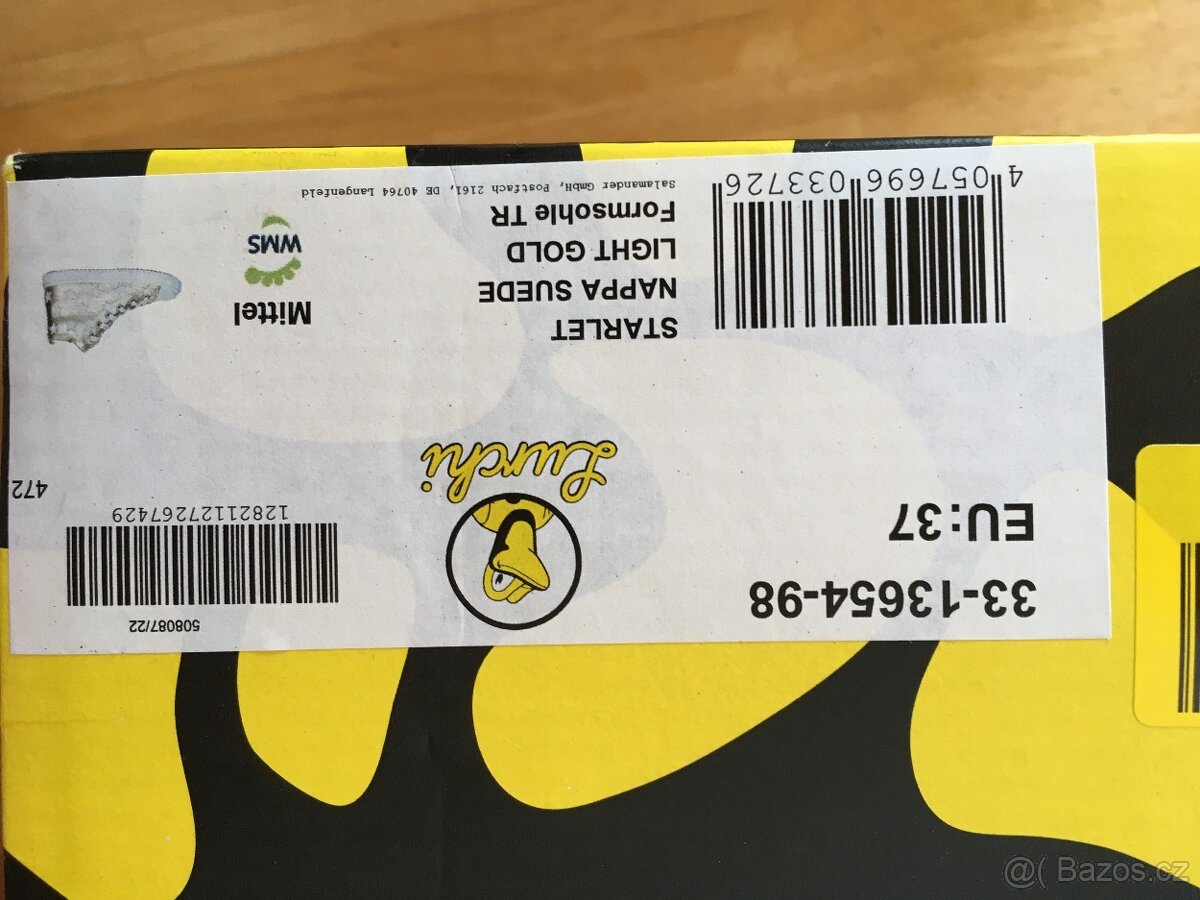 33-13654-98
EU:37
508087/22
128211272674​29
472
Lurchi
STARLET
NAPPA SUEDE
LIGHT GOLD
Formsohle TR
Salamander GmbH, Postfach 2161, DE 40764 Langenfeld
Mittel
WMS
4 057696 033726
@( Bazos.cz